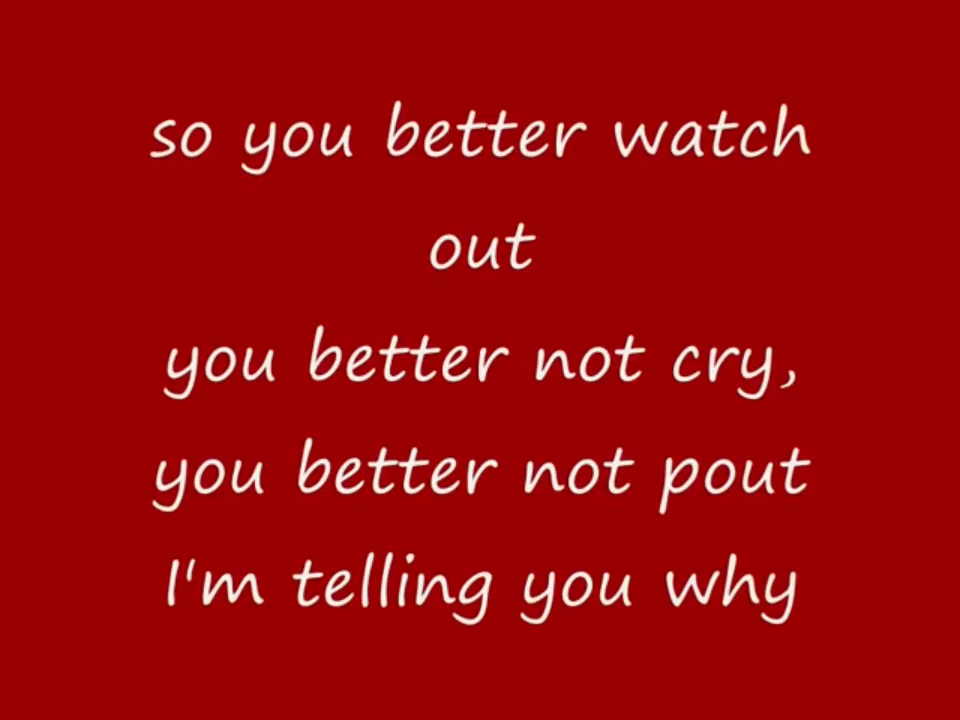 so you better watch
out
you better not cry,
you better not pout
I'm telling you why